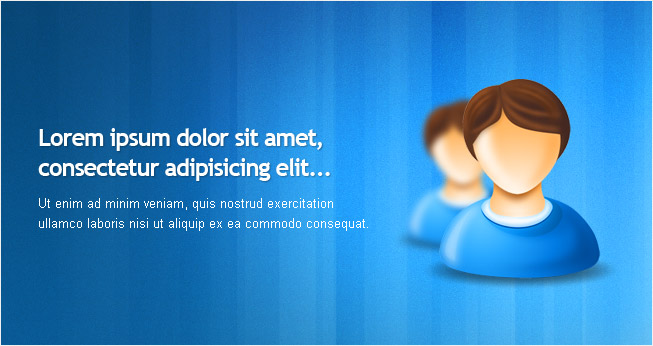 Lorem ipsum dolor sit amet,
consectetur adipisicing elit...
Ut enim ad minim veniam, quis nostrud exercitation
ullamco laboris nisi ut aliquip ex ea commodo consequat.